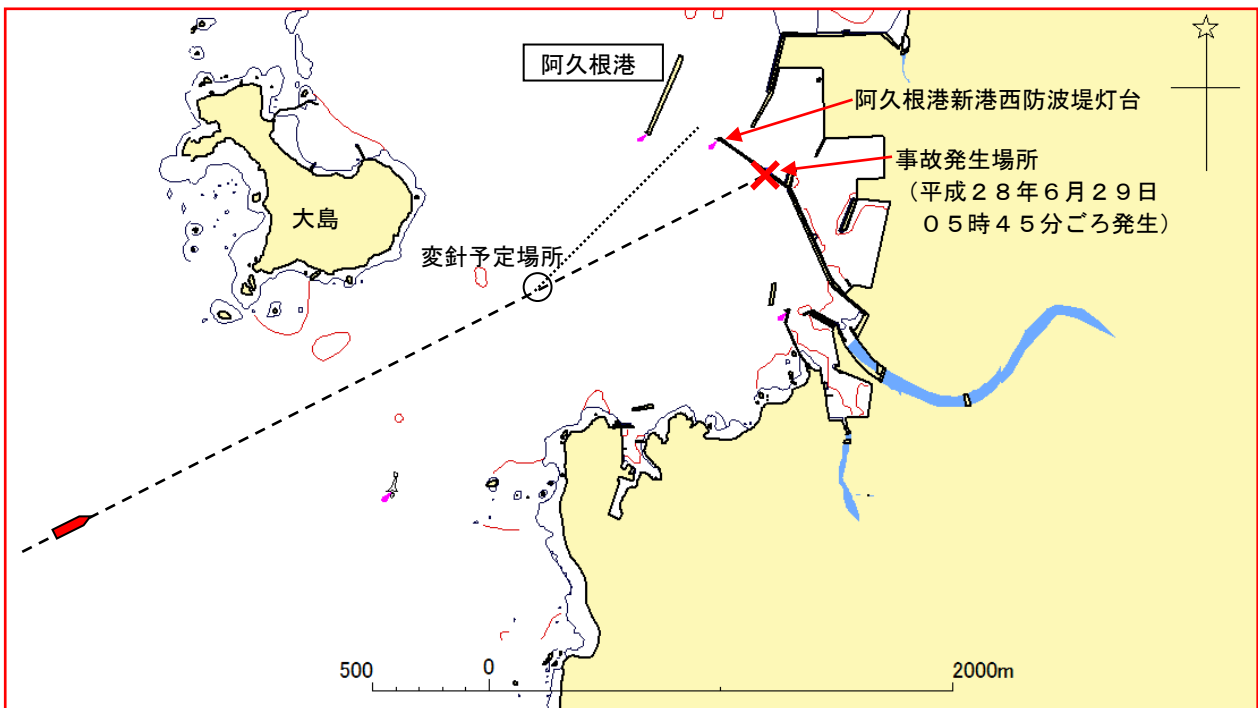 阿久根港
阿久根港新港西防波堤灯台
事故発生場所
（平成２８年６月２９日
０５時４５分ごろ発生）
大島
変針予定場所
500 0 2000m